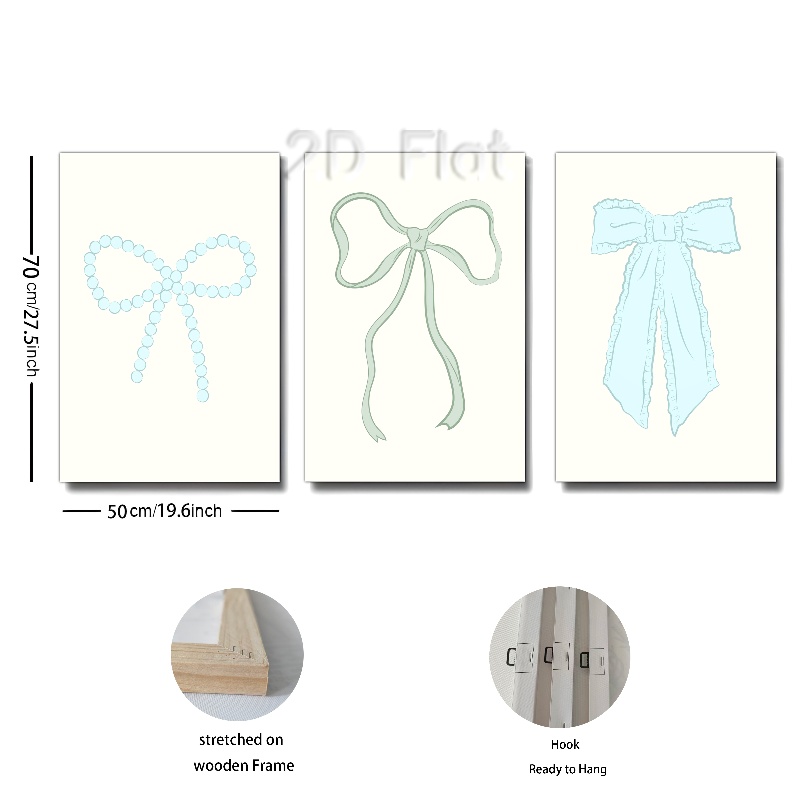 2D Flat
70 cm/27.5inch
50cm/19.6inch
stretched on
wooden Frame
Hook
Ready to Hang